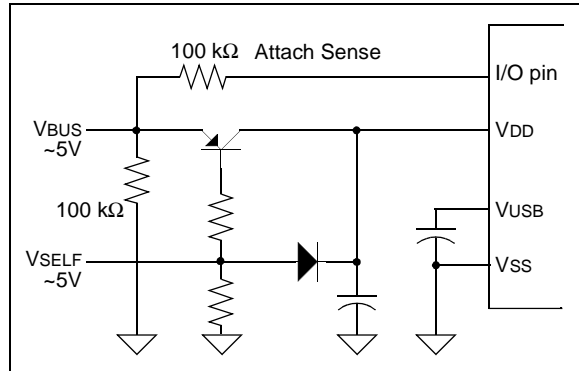 100 kΩ Attach Sense
I/O pin
VBUS
~5V
VDD
100 kΩ
VUSB
VSELF
~5V
VSS